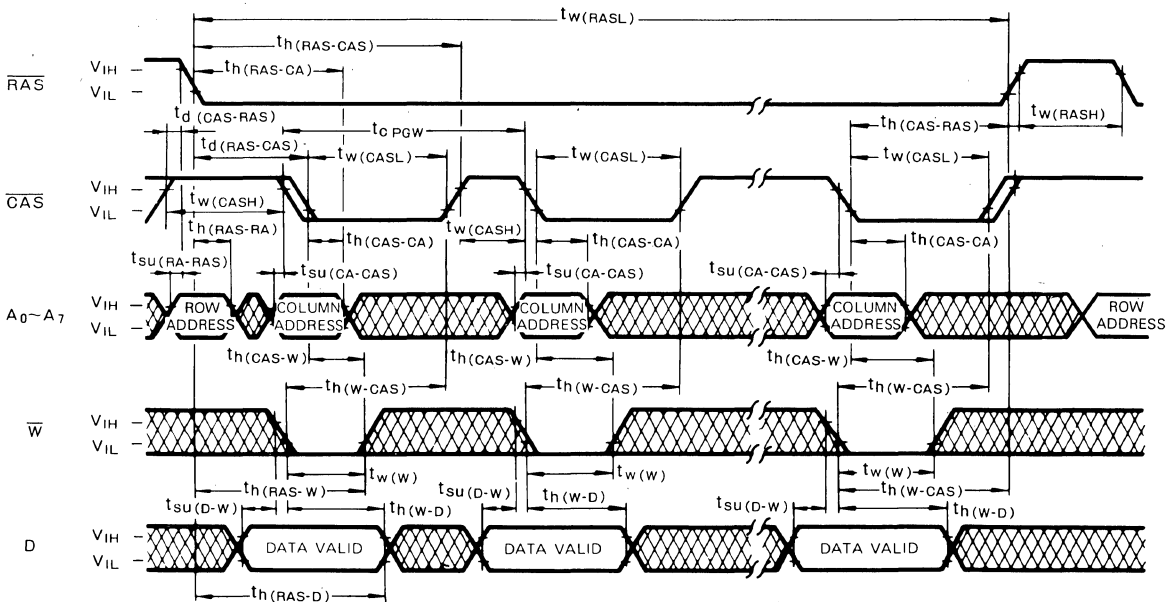 tw(RASL)
th(RAS-CAS)
th(RAS-CA)
RAS
VIH
VIL
td(CAS-RAS)
tc PGW
th(CAS-RAS)
tw(RASH)
td(RAS-CAS)
tw(CASL)
tw(CASL)
tw(CASL)
CAS
VIH
VIL
tw(CASH)
th(RAS-RA)
tw(CASH)
th(CAS-CA)
th(CAS-CA)
th(CAS-CA)
tsu(RA-RAS)
tsu(CA-CAS)
tsu(CA-CAS)
tsu(CA-CAS)
A0~A7
VIH
VIL
ROW ADDRESS
COLUMN ADDRESS
COLUMN ADDRESS
COLUMN ADDRESS
ROW ADDRESS
th(CAS-W)
th(CAS-W)
th(CAS-W)
th(W-CAS)
th(W-CAS)
th(W-CAS)
W
VIH
VIL
tw(W)
tw(W)
tw(W)
th(RAS-W)
th(W-CAS)
tsu(D-W)
th(W-D)
tsu(D-W)
th(W-D)
tsu(D-W)
th(W-D)
D
VIH
VIL
DATA VALID
DATA VALID
DATA VALID
th(RAS-D)